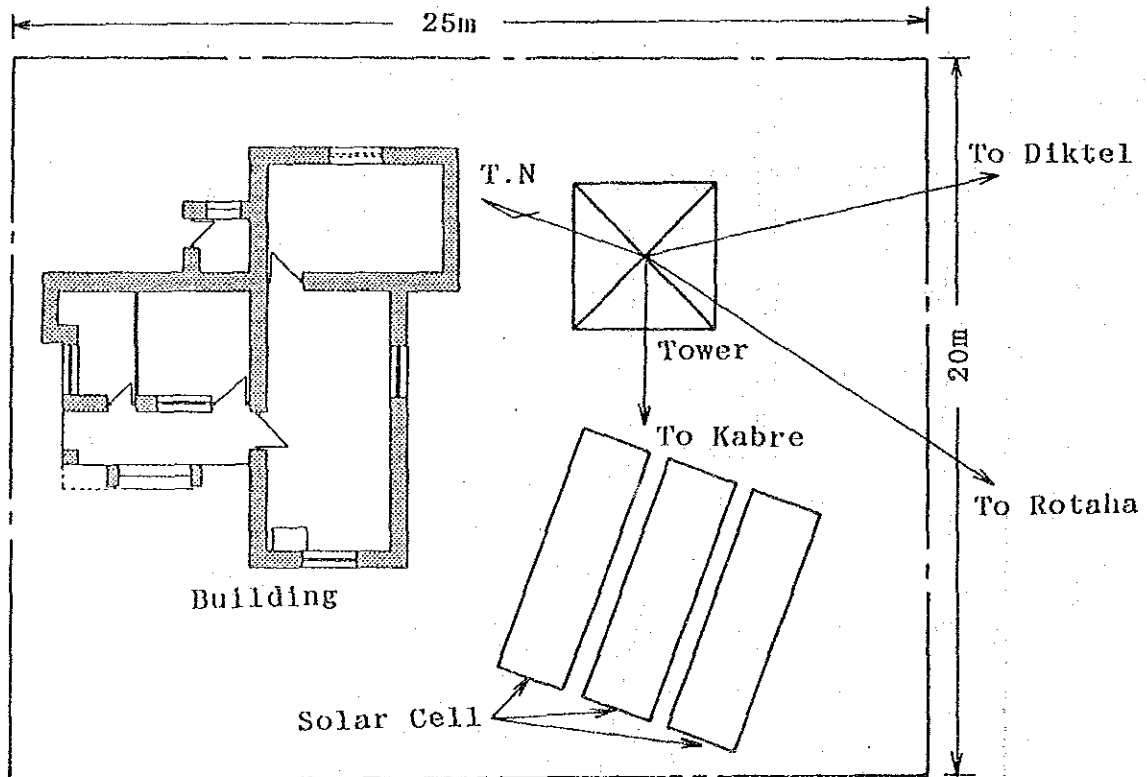 25m
To Diktel
T.N
Tower
20m
To Kabre
To Rotaha
Building
Solar Cell